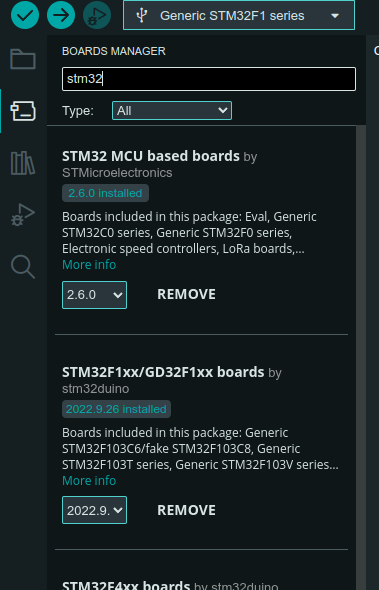 Generic STM32F1 series
BOARDS MANAGER
stm32
Type: All
STM32 MCU based boards by
STMicroelectronics
2.6.0 installed
Boards included in this package: Eval, Generic
STM32C0 series, Generic STM32F0 series,
Electronic speed controllers, LoRa boards,...
More info
2.6.0 REMOVE
STM32F1xx/GD32F1xx boards by
stm32duino
2022.9.26 installed
Boards included in this package: Generic
STM32F103C6/fake STM32F103C8, Generic
STM32F103T series, Generic STM32F103V series...
More info
2022.9. REMOVE
STM32F4xx boards by stm32duino